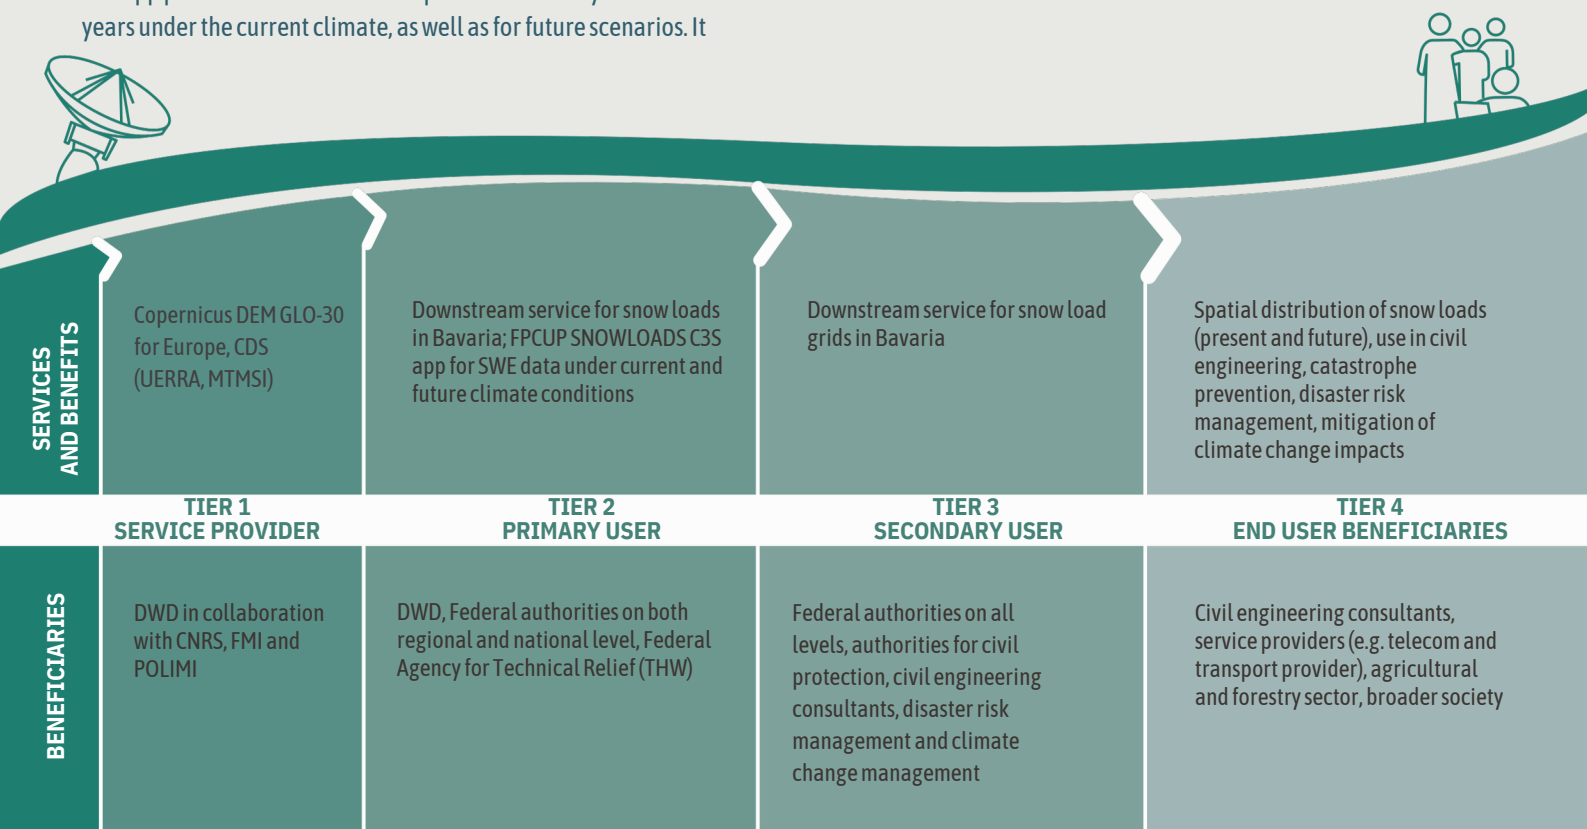 years under the current climate, as well as for future scenarios. It
SERVICES
AND BENEFITS
Copernicus DEM GLO-30
for Europe, CDS
(UERRA, MTMSI)
Downstream service for snow loads
in Bavaria; FPCUP SNOWLOADS C3S
app for SWE data under current and
future climate conditions
Downstream service for snow load
grids in Bavaria
Spatial distribution of snow loads
(present and future), use in civil
engineering, catastrophe
prevention, disaster risk
management, mitigation of
climate change impacts
TIER 1
SERVICE PROVIDER
TIER 2
PRIMARY USER
TIER 3
SECONDARY USER
TIER 4
END USER BENEFICIARIES
BENEFICIARIES
DWD in collaboration
with CNRS, FMI and
POLIMI
DWD, Federal authorities on both
regional and national level, Federal
Agency for Technical Relief (THW)
Federal authorities on all
levels, authorities for civil
protection, civil engineering
consultants, disaster risk
management and climate
change management
Civil engineering consultants,
service providers (e.g. telecom and
transport provider), agricultural
and forestry sector, broader society